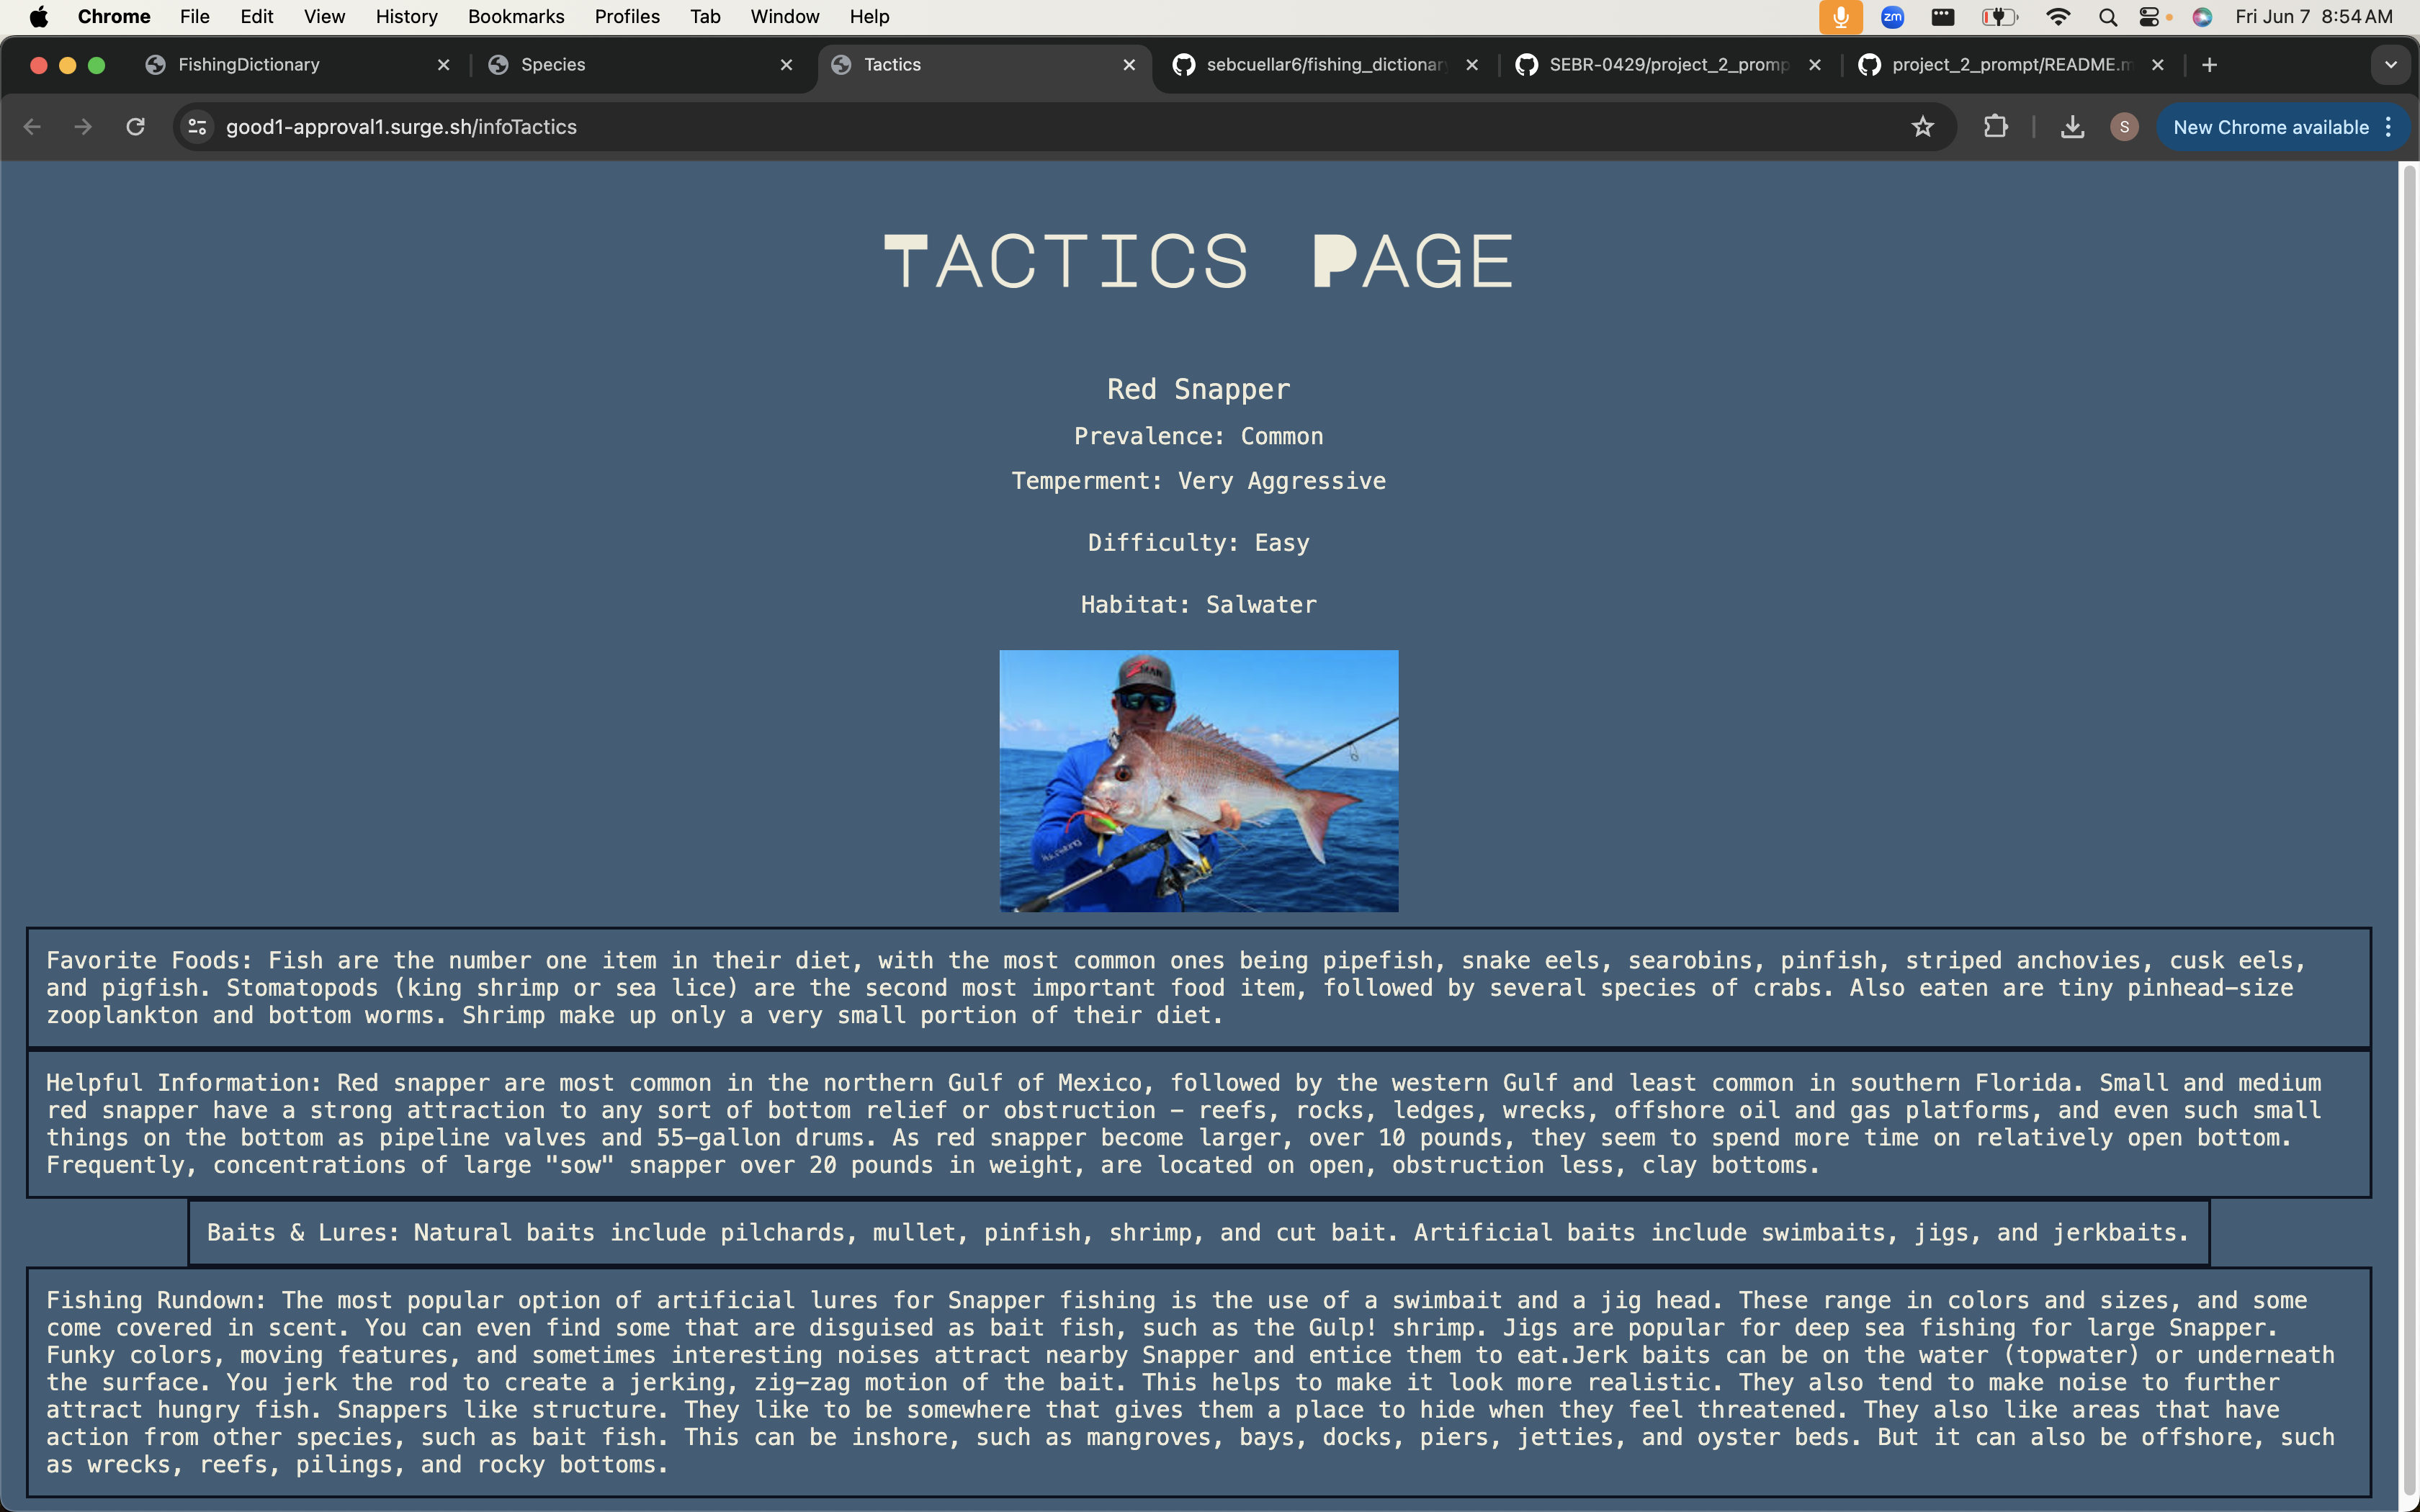 Chrome File Edit View History Bookmarks Profiles Tab Window Help zm Fri Jun 7 8:54 AM
FishingDictionary Species Tactics sebcuellar6/fishing_dictionar SEBR-0429/project_2_promp project_2_prompt/README.m
good1-approval1.surge.sh/infoTactics S New Chrome available
TACTICS PAGE
Red Snapper
Prevalence: Common
Temperment: Very Aggressive
Difficulty: Easy
Habitat: Salwater
Favorite Foods: Fish are the number one item in their diet, with the most common ones being pipefish, snake eels, searobins, pinfish, striped anchovies, cusk eels,
and pigfish. Stomatopods (king shrimp or sea lice) are the second most important food item, followed by several species of crabs. Also eaten are tiny pinhead-size
zooplankton and bottom worms. Shrimp make up only a very small portion of their diet.
Helpful Information: Red snapper are most common in the northern Gulf of Mexico, followed by the western Gulf and least common in southern Florida. Small and medium
red snapper have a strong attraction to any sort of bottom relief or obstruction – reefs, rocks, ledges, wrecks, offshore oil and gas platforms, and even such small
things on the bottom as pipeline valves and 55-gallon drums. As red snapper become larger, over 10 pounds, they seem to spend more time on relatively open bottom.
Frequently, concentrations of large "sow" snapper over 20 pounds in weight, are located on open, obstruction less, clay bottoms.
Baits & Lures: Natural baits include pilchards, mullet, pinfish, shrimp, and cut bait. Artificial baits include swimbaits, jigs, and jerkbaits.
Fishing Rundown: The most popular option of artificial lures for Snapper fishing is the use of a swimbait and a jig head. These range in colors and sizes, and some
come covered in scent. You can even find some that are disguised as bait fish, such as the Gulp! shrimp. Jigs are popular for deep sea fishing for large Snapper.
Funky colors, moving features, and sometimes interesting noises attract nearby Snapper and entice them to eat.Jerk baits can be on the water (topwater) or underneath
the surface. You jerk the rod to create a jerking, zig-zag motion of the bait. This helps to make it look more realistic. They also tend to make noise to further
attract hungry fish. Snappers like structure. They like to be somewhere that gives them a place to hide when they feel threatened. They also like areas that have
action from other species, such as bait fish. This can be inshore, such as mangroves, bays, docks, piers, jetties, and oyster beds. But it can also be offshore, such
as wrecks, reefs, pilings, and rocky bottoms.